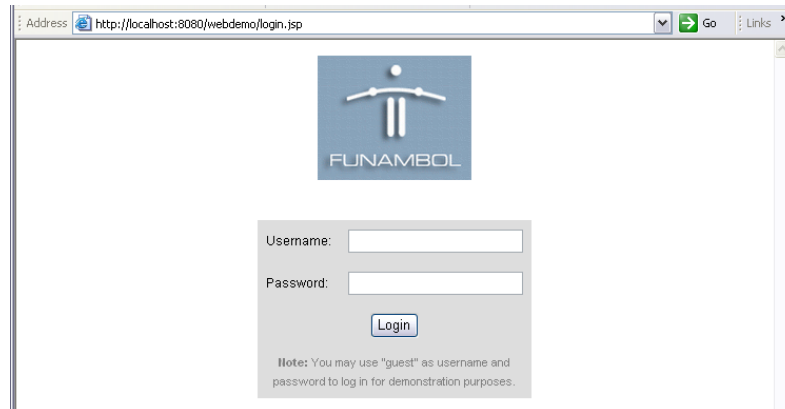 Address http://localhost:8080/webdemo/login.jsp Go Links
FUNAMBOL
Username:
Password:
Login
Note: You may use "guest" as username and
password to log in for demonstration purposes.